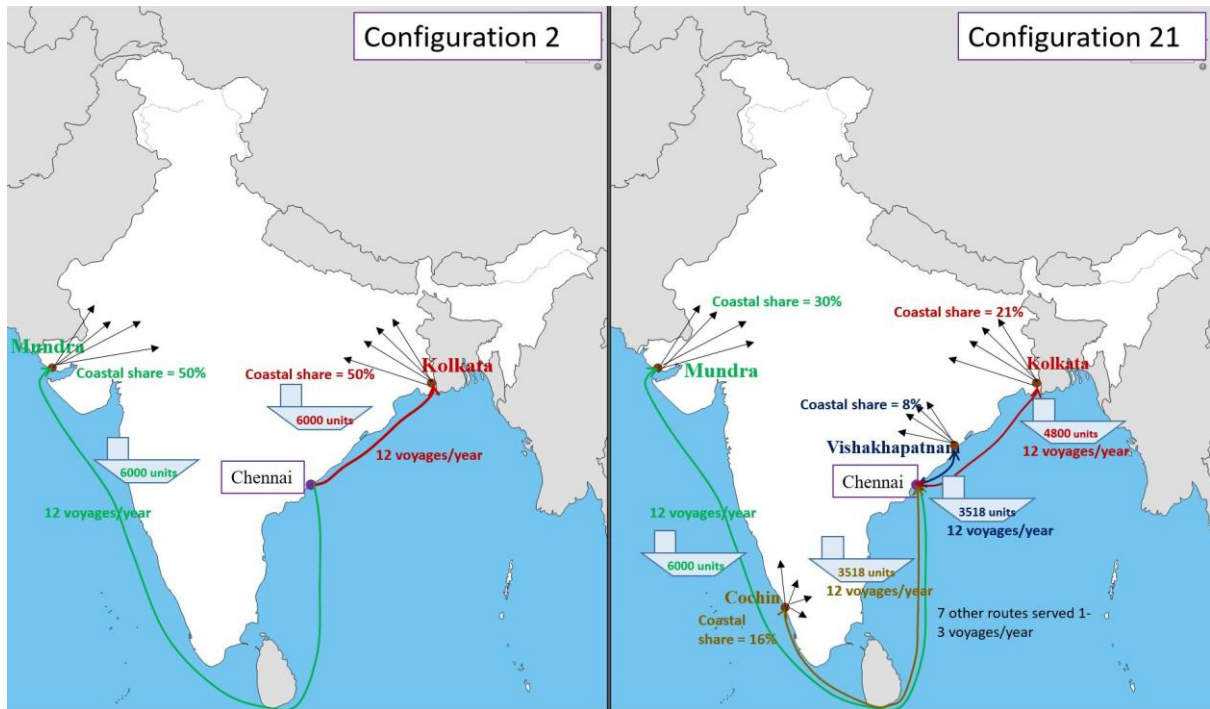 Configuration 2
Mundra
Coastal share = 50%
Coastal share = 50%
Kolkata
6000 units
6000 units
12 voyages/year
Chennai
12 voyages/year
Configuration 21
Coastal share = 30%
Coastal share = 21%
Mundra
Kolkata
Coastal share = 8%
4800 units
12 voyages/year
Vishakhapatnam
Chennai
3518 units
12 voyages/year
12 voyages/year
6000 units
3518 units
12 voyages/year
Cochin
Coastal
share = 16%
7 other routes served 1-
3 voyages/year